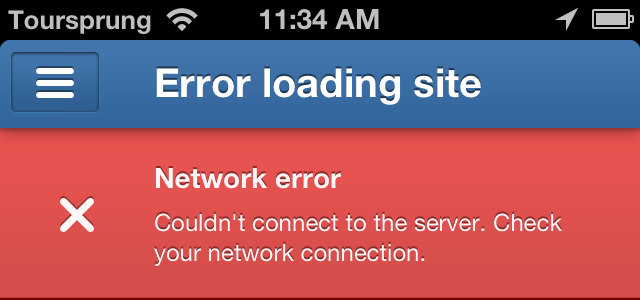 Toursprung 11:34 AM
Error loading site
Network error
Couldn't connect to the server. Check
your network connection.